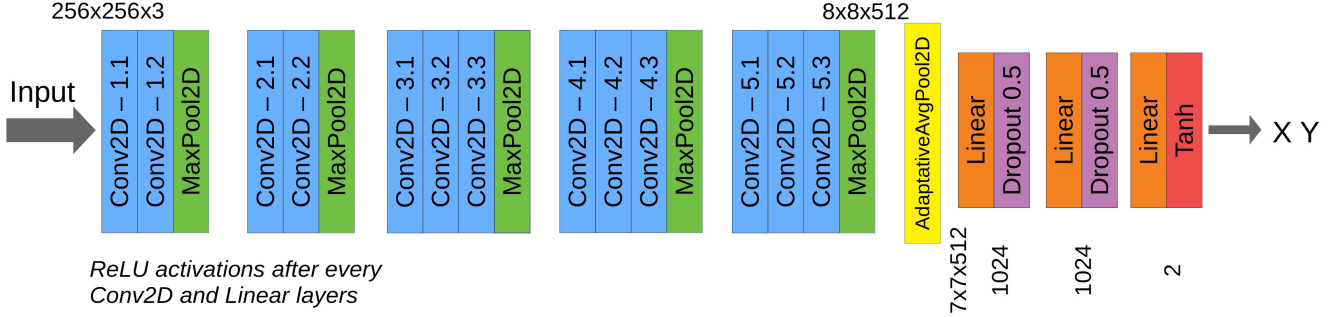 256x256x3
8x8x512
Input
Conv2D – 1.1
Conv2D – 1.2
MaxPool2D
Conv2D – 2.1
Conv2D – 2.2
MaxPool2D
Conv2D – 3.1
Conv2D – 3.2
Conv2D – 3.3
MaxPool2D
Conv2D – 4.1
Conv2D – 4.2
Conv2D – 4.3
MaxPool2D
Conv2D – 5.1
Conv2D – 5.2
Conv2D – 5.3
MaxPool2D
AdaptativeAvgPool2D
Linear
Dropout 0.5
Linear
Dropout 0.5
Linear
Tanh
X Y
7x7x512
1024
1024
2
ReLU activations after every
Conv2D and Linear layers